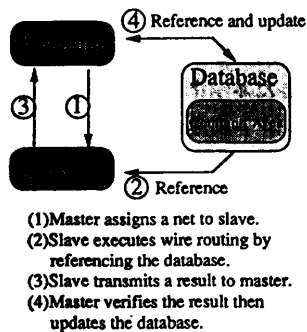 ④ Reference and update
Database
③
①
② Reference
(1)Master assigns a net to slave.
(2)Slave executes wire routing by
referencing the database.
(3)Slave transmits a result to master.
(4)Master verifies the result then
updates the database.